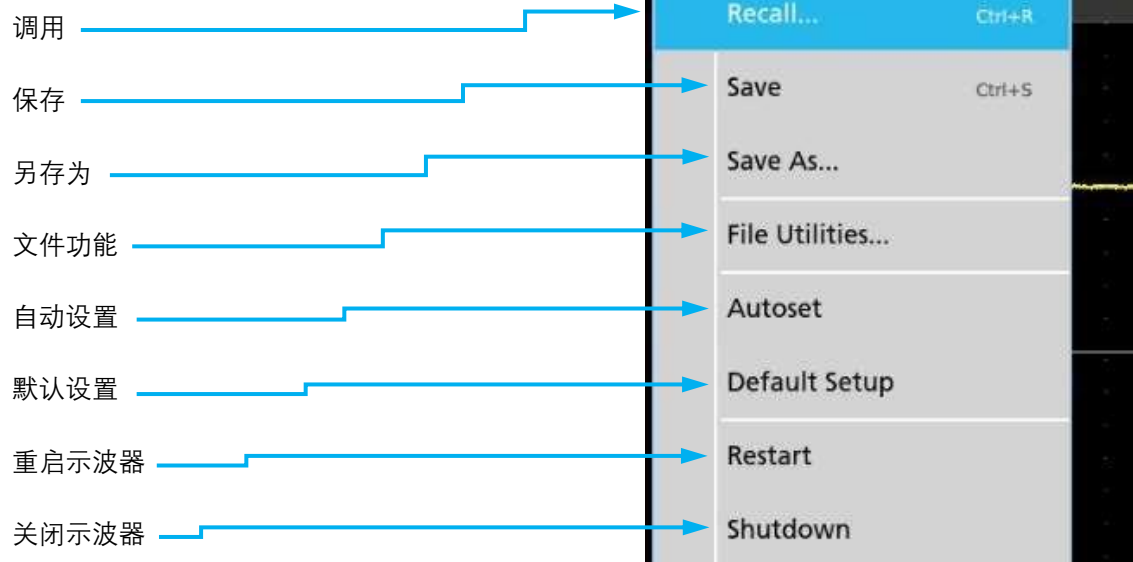 调用
Recall... Ctrl+R
保存
Save Ctrl+S
另存为
Save As...
文件功能
File Utilities...
自动设置
Autoset
默认设置
Default Setup
重启示波器
Restart
关闭示波器
Shutdown